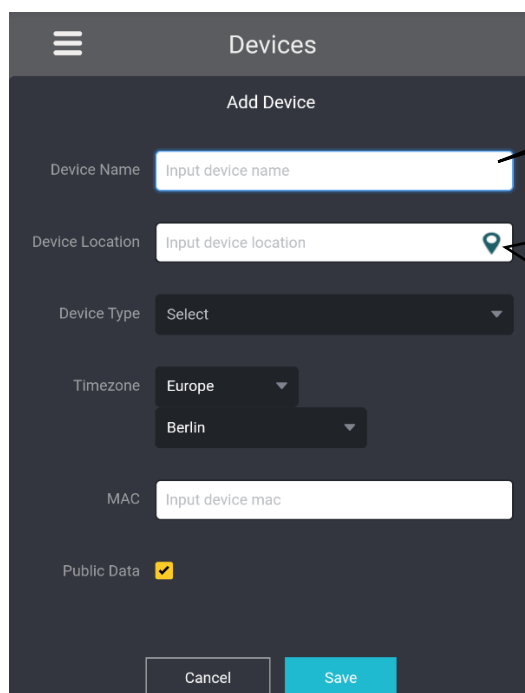 Devices
Add Device
Device Name
Input device name
Device Location
Input device location
Device Type
Select
Timezone
Europe
Berlin
MAC
Input device mac
Public Data
Cancel
Save